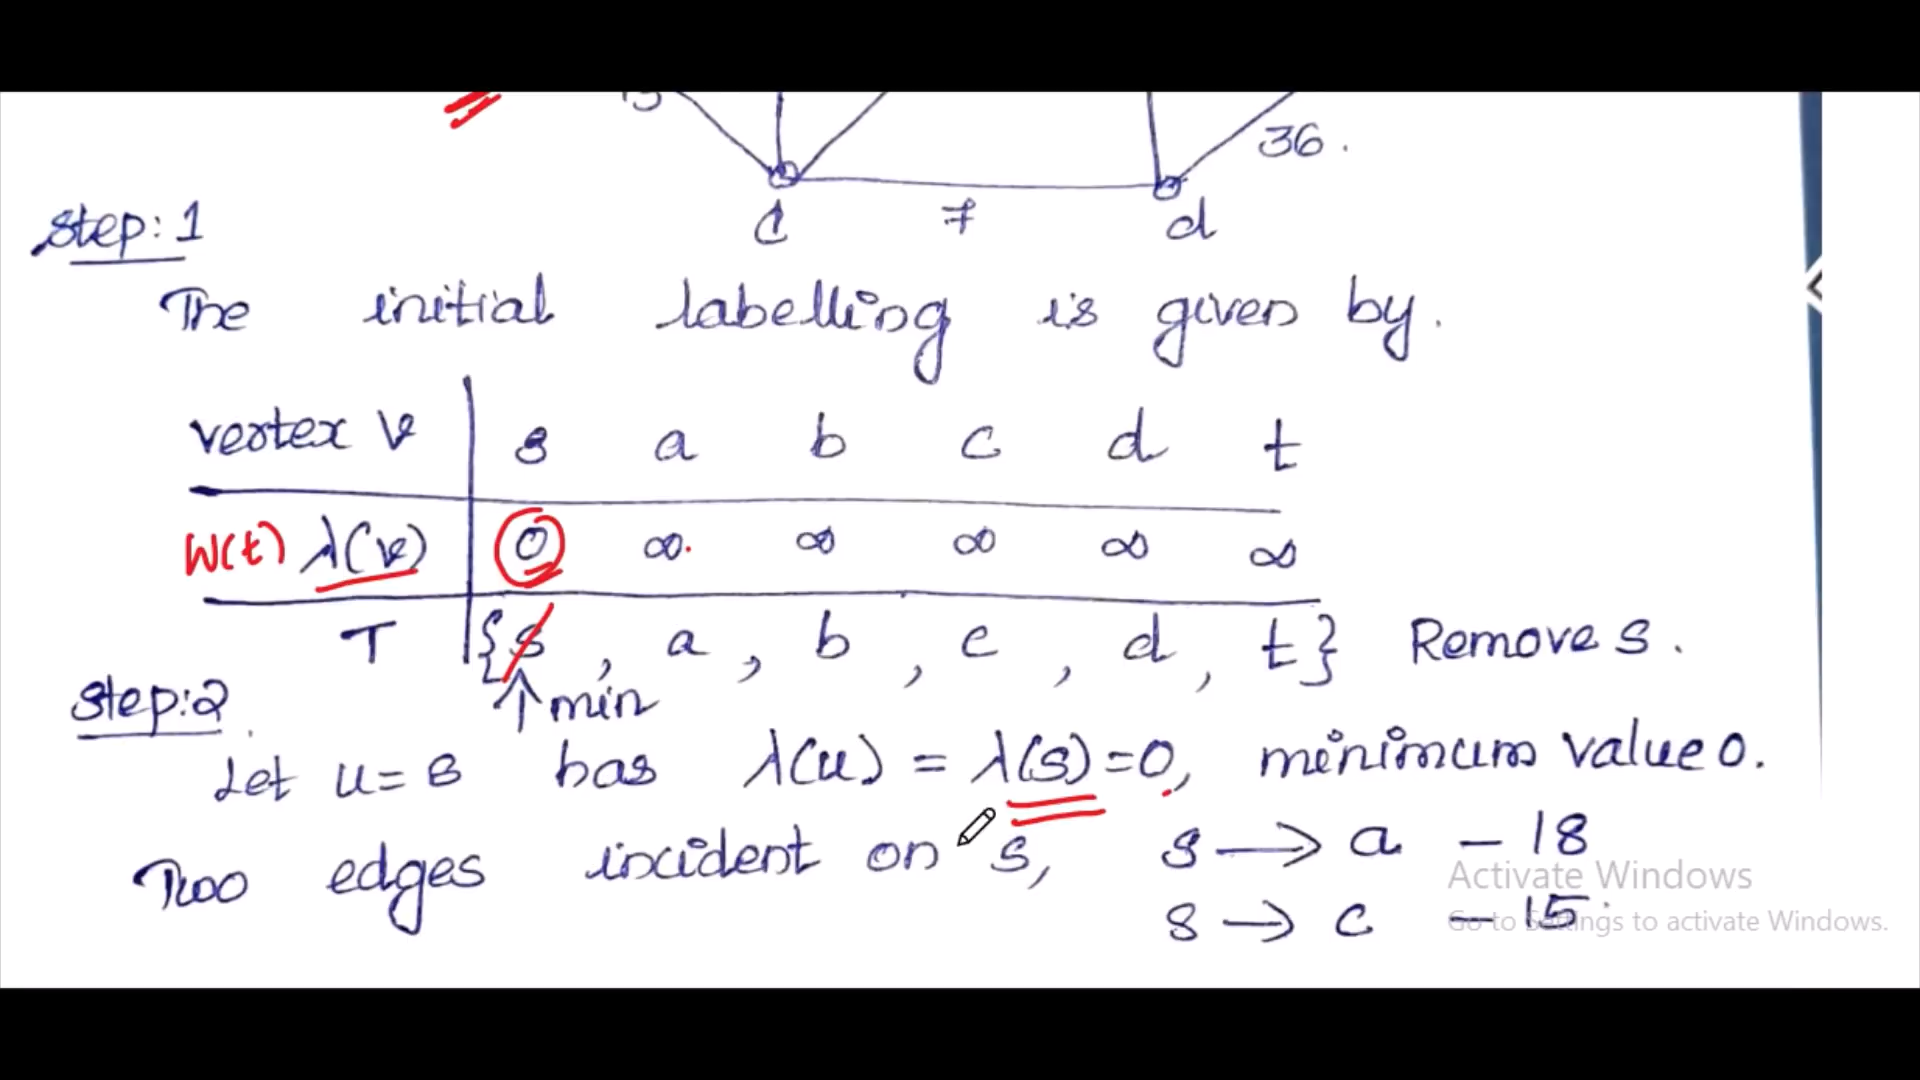 15
36.
c 7 d
Step: 1
The initial labelling is given by.
vertex v s a b c d t
W(t) λ(v) 0 ∞ ∞ ∞ ∞ ∞
T {s, a, b, c, d, t} Remove s.
Step: 2
↑ min
Let u = s has λ(u) = λ(s) = 0, minimum value 0.
Two edges incident on s, s → a - 18
s → c - 15.
Activate Windows
Go to Settings to activate Windows.